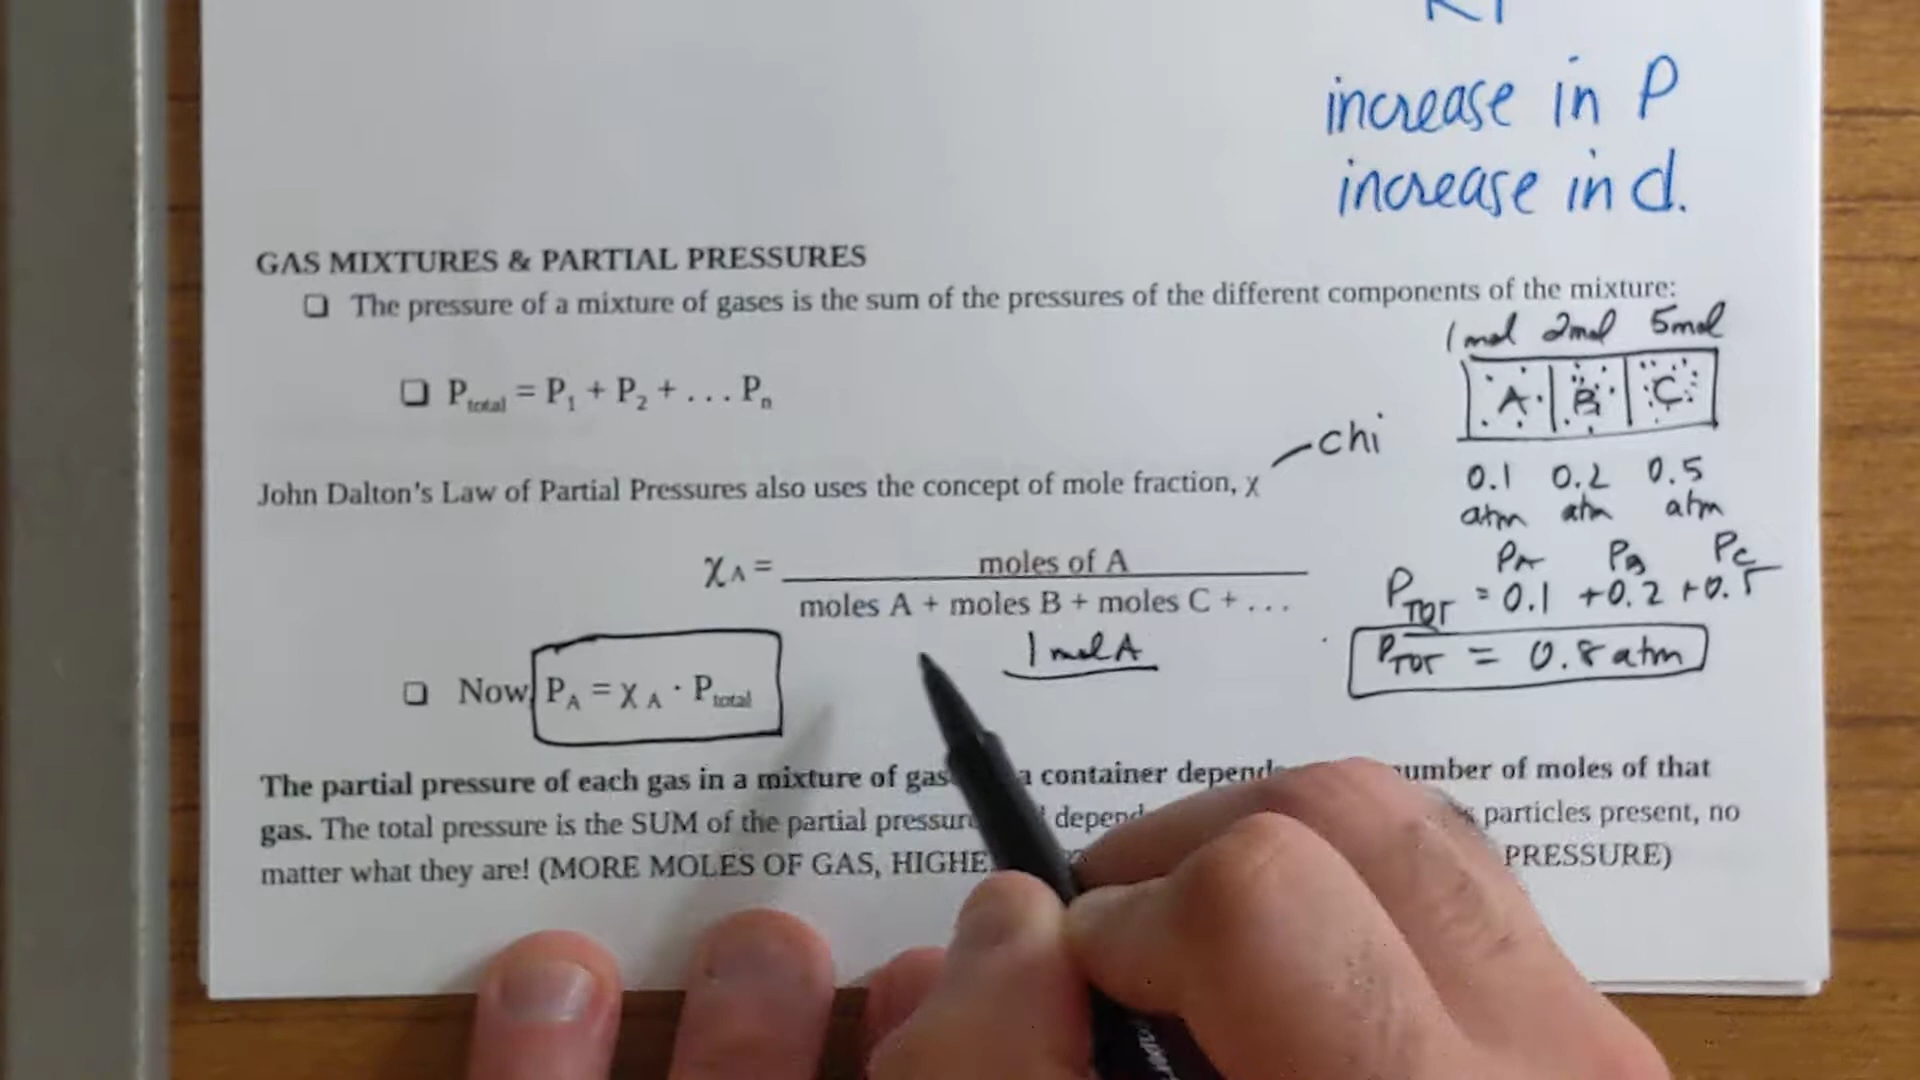 increase in P
increase in d.
GAS MIXTURES & PARTIAL PRESSURES
❑ The pressure of a mixture of gases is the sum of the pressures of the different components of the mixture:
1 mol 2mol 5mol
❑ P_total = P_1 + P_2 + . . . P_n
A B C
chi
0.1 0.2 0.5
atm atm atm
John Dalton's Law of Partial Pressures also uses the concept of mole fraction, χ
P_A P_B P_C
P_TOT = 0.1 + 0.2 + 0.5
χ_A = moles of A
moles A + moles B + moles C + . . .
1 mol A
P_TOT = 0.8 atm
❑ Now, P_A = χ_A · P_total
The partial pressure of each gas in a mixture of gas a container depend umber of moles of that
gas. The total pressure is the SUM of the partial pressur depend particles present, no
matter what they are! (MORE MOLES OF GAS, HIGHE PRESSURE)